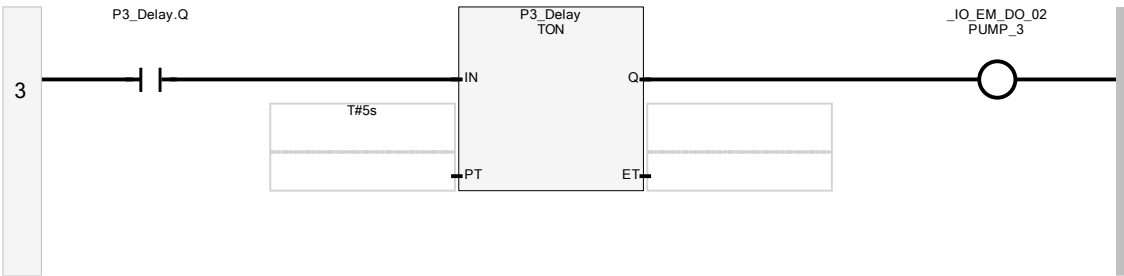 P3_Delay.Q
P3_Delay
TON
_IO_EM_DO_02
PUMP_3
3
IN
Q
T#5s
PT
ET